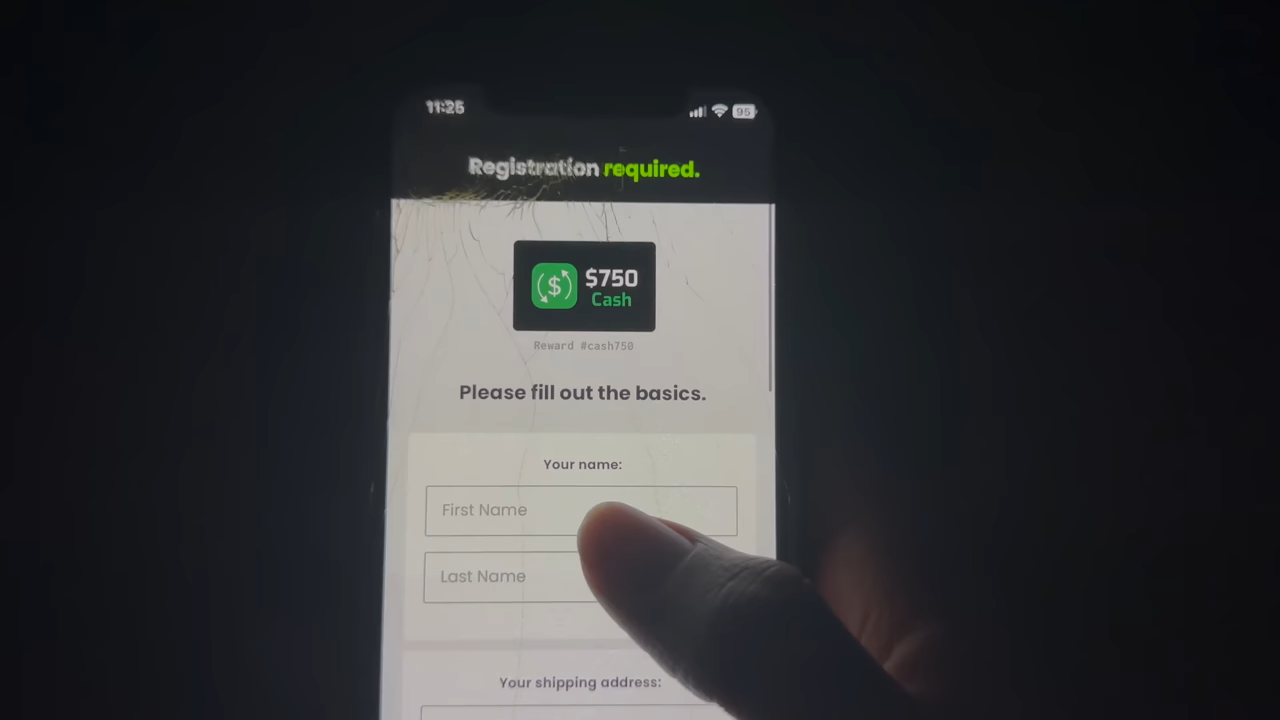 11:25
95
Registration required.
$750
Cash
Reward #cash750
Please fill out the basics.
Your name:
First Name
Last Name
Your shipping address: